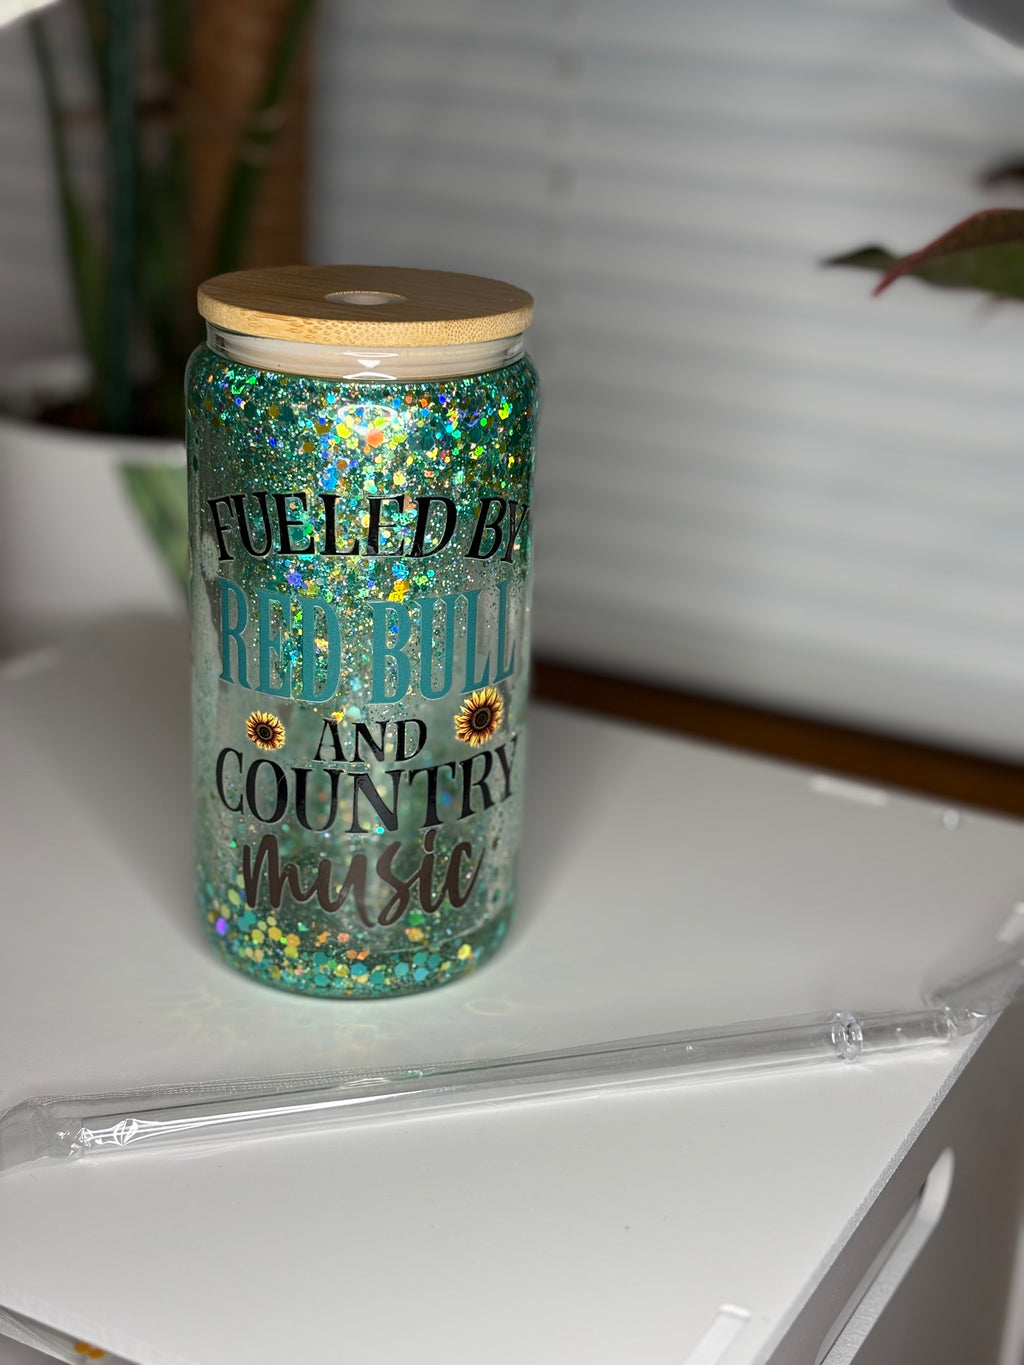 FUELED BY
RED BULL
AND
COUNTRY
music